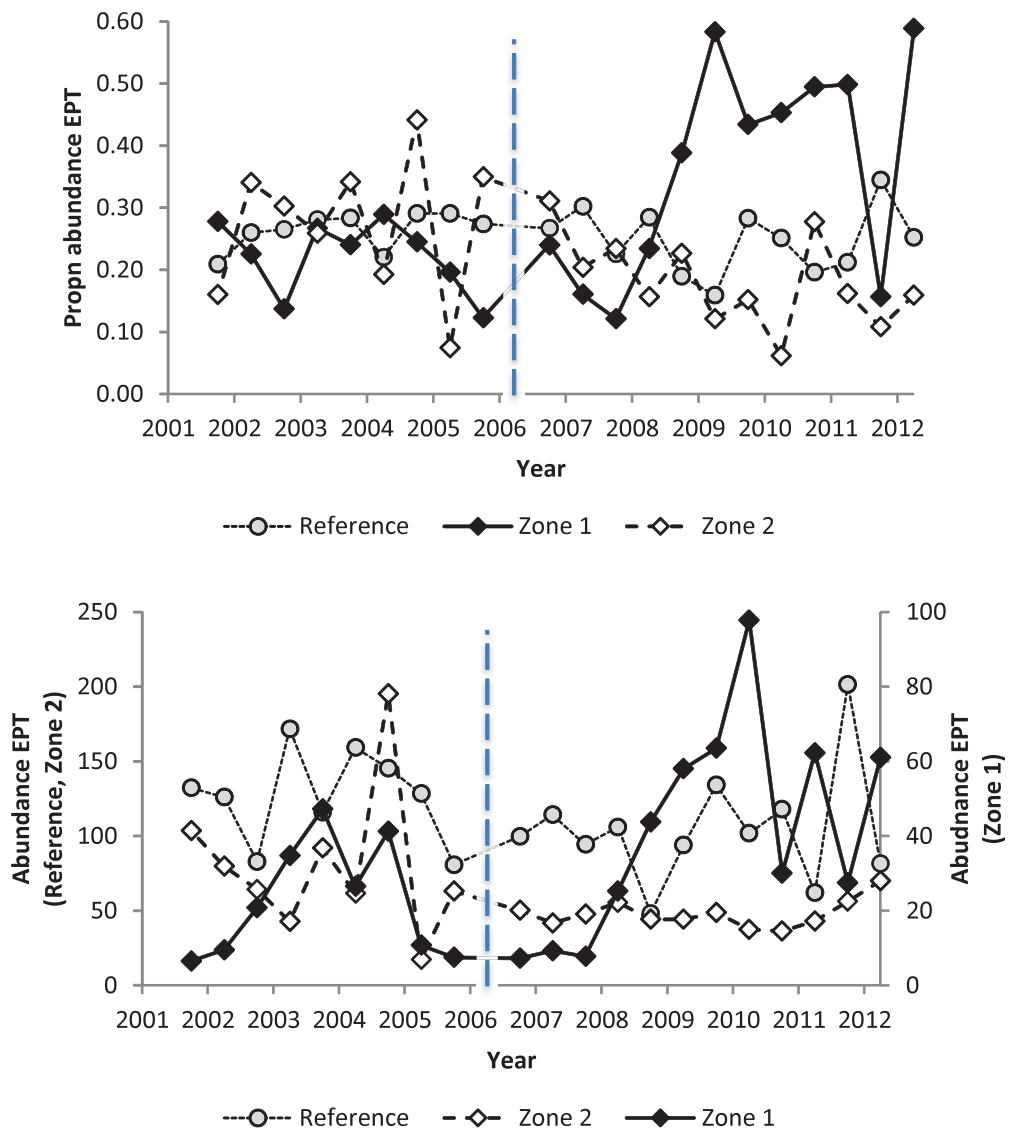 Propn abundance EPT
0.60
0.50
0.40
0.30
0.20
0.10
0.00
2001 2002 2003 2004 2005 2006 2007 2008 2009 2010 2011 2012
Year
Reference Zone 1 Zone 2
Abundance EPT
(Reference, Zone 2)
250
200
150
100
50
0
100
80
60
40
20
0
Abudnance EPT
(Zone 1)
2001 2002 2003 2004 2005 2006 2007 2008 2009 2010 2011 2012
Year
Reference Zone 2 Zone 1